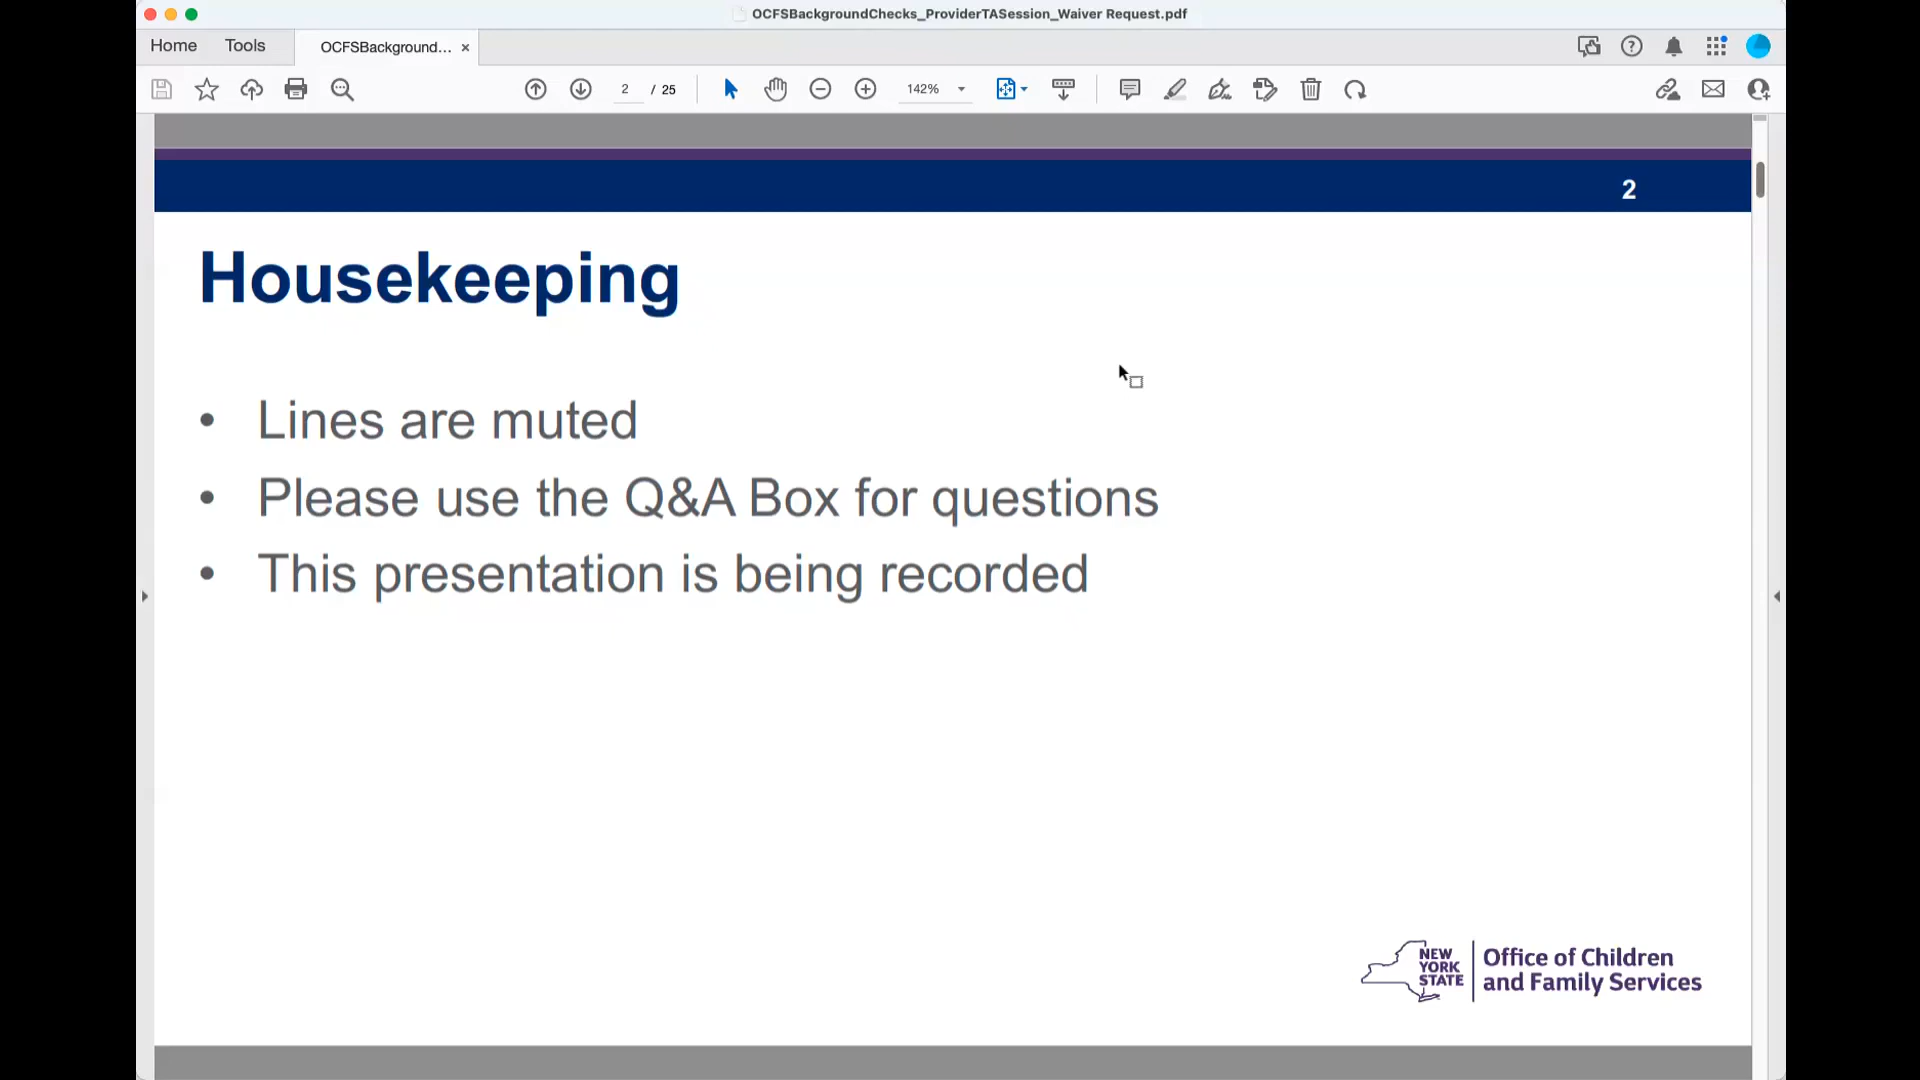 OCFSBackgroundChecks_ProviderTASession_Waiver Request.pdf
Home Tools OCFSBackground... ×
2 / 25 142%
2
Housekeeping
• Lines are muted
• Please use the Q&A Box for questions
• This presentation is being recorded
NEW
YORK
STATE
Office of Children
and Family Services